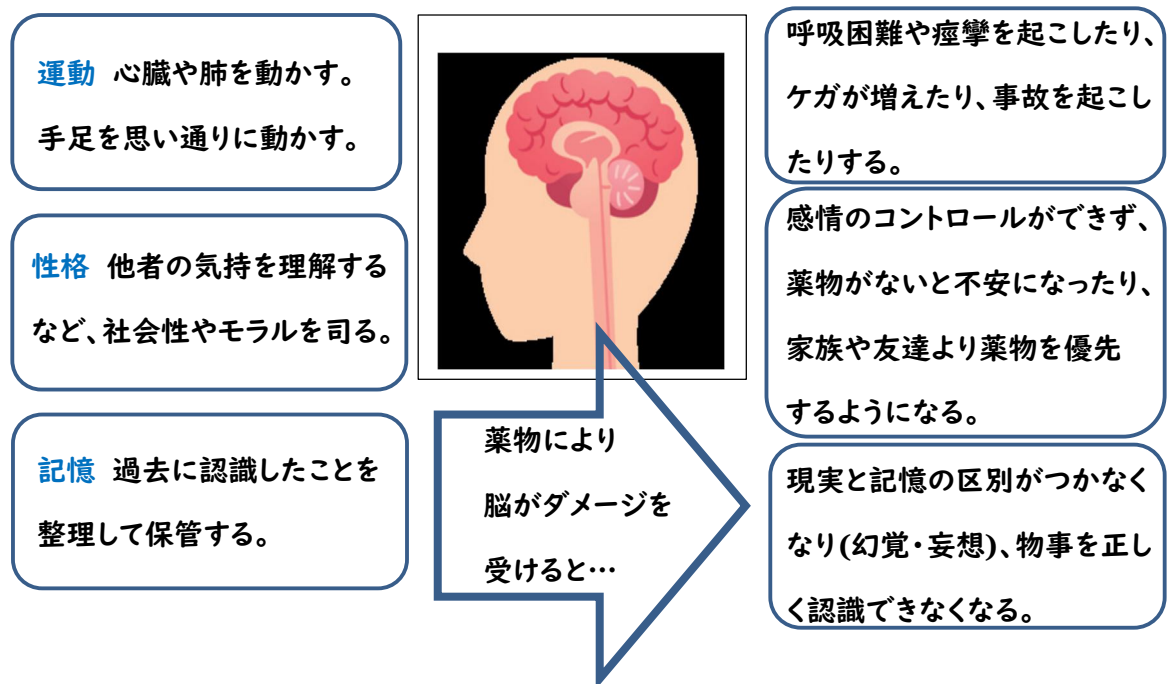 運動 心臓や肺を動かす。
手足を思い通りに動かす。
性格 他者の気持を理解する
など、社会性やモラルを司る。
記憶 過去に認識したことを
整理して保管する。
薬物により
脳がダメージを
受けると…
呼吸困難や痙攣を起こしたり、
ケガが増えたり、事故を起こし
たりする。
感情のコントロールができず、
薬物がないと不安になったり、
家族や友達より薬物を優先
するようになる。
現実と記憶の区別がつかなく
なり(幻覚・妄想)、物事を正し
く認識できなくなる。